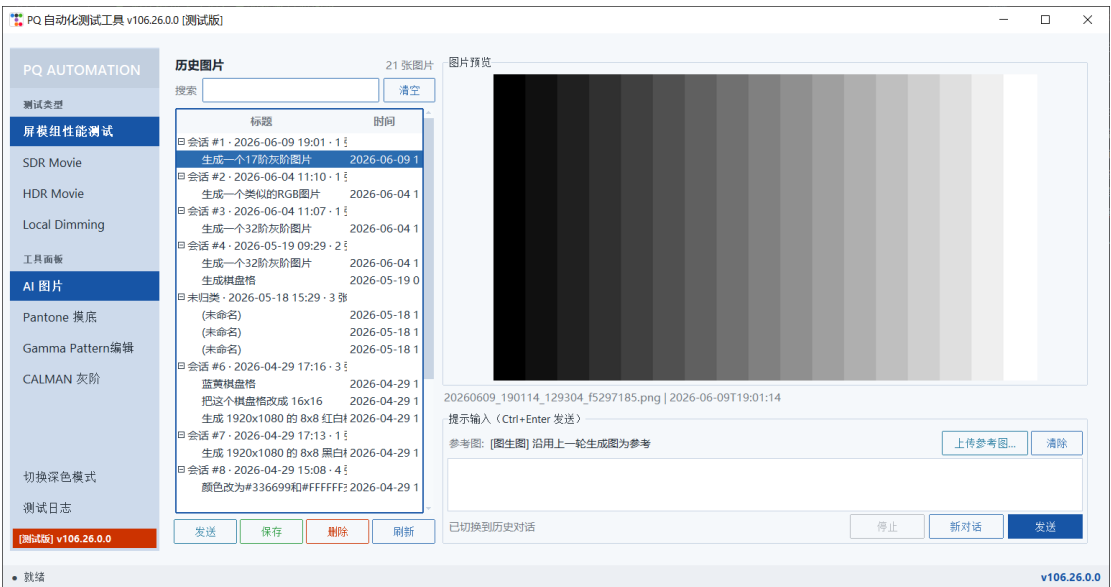 PQ 自动化测试工具 v106.26.0.0 [测试版]
PQ AUTOMATION
测试类型
屏模组性能测试
SDR Movie
HDR Movie
Local Dimming
工具面板
AI 图片
Pantone 摸底
Gamma Pattern编辑
CALMAN 灰阶
切换深色模式
测试日志
[测试版] v106.26.0.0
历史图片 21 张图片
搜索 清空
标题 时间
会话 #1 · 2026-06-09 19:01 · 1
生成一个17阶灰阶图片 2026-06-09 1
会话 #2 · 2026-06-04 11:10 · 1
生成一个类似的RGB图片 2026-06-04 1
会话 #3 · 2026-06-04 11:07 · 1
生成一个32阶灰阶图片 2026-06-04 1
会话 #4 · 2026-05-19 09:29 · 2
生成一个32阶灰阶图片 2026-06-04 1
生成棋盘格 2026-05-19 0
未归类 · 2026-05-18 15:29 · 3 张
(未命名) 2026-05-18 1
(未命名) 2026-05-18 1
(未命名) 2026-05-18 1
会话 #6 · 2026-04-29 17:16 · 3
蓝黄棋盘格 2026-04-29 1
把这个棋盘格改成 16x16 2026-04-29 1
生成 1920x1080 的 8x8 红白 2026-04-29 1
会话 #7 · 2026-04-29 17:13 · 1
生成 1920x1080 的 8x8 黑白 2026-04-29 1
会话 #8 · 2026-04-29 15:08 · 4
颜色改为#336699和#FFFFFF 2026-04-29 1
发送 保存 删除 刷新
图片预览
20260609_190114_129304_f5297185.png | 2026-06-09T19:01:14
提示输入（Ctrl+Enter 发送）
参考图: [图生图] 沿用上一轮生成图为参考 上传参考图... 清除
已切换到历史对话 停止 新对话 发送
● 就绪 v106.26.0.0